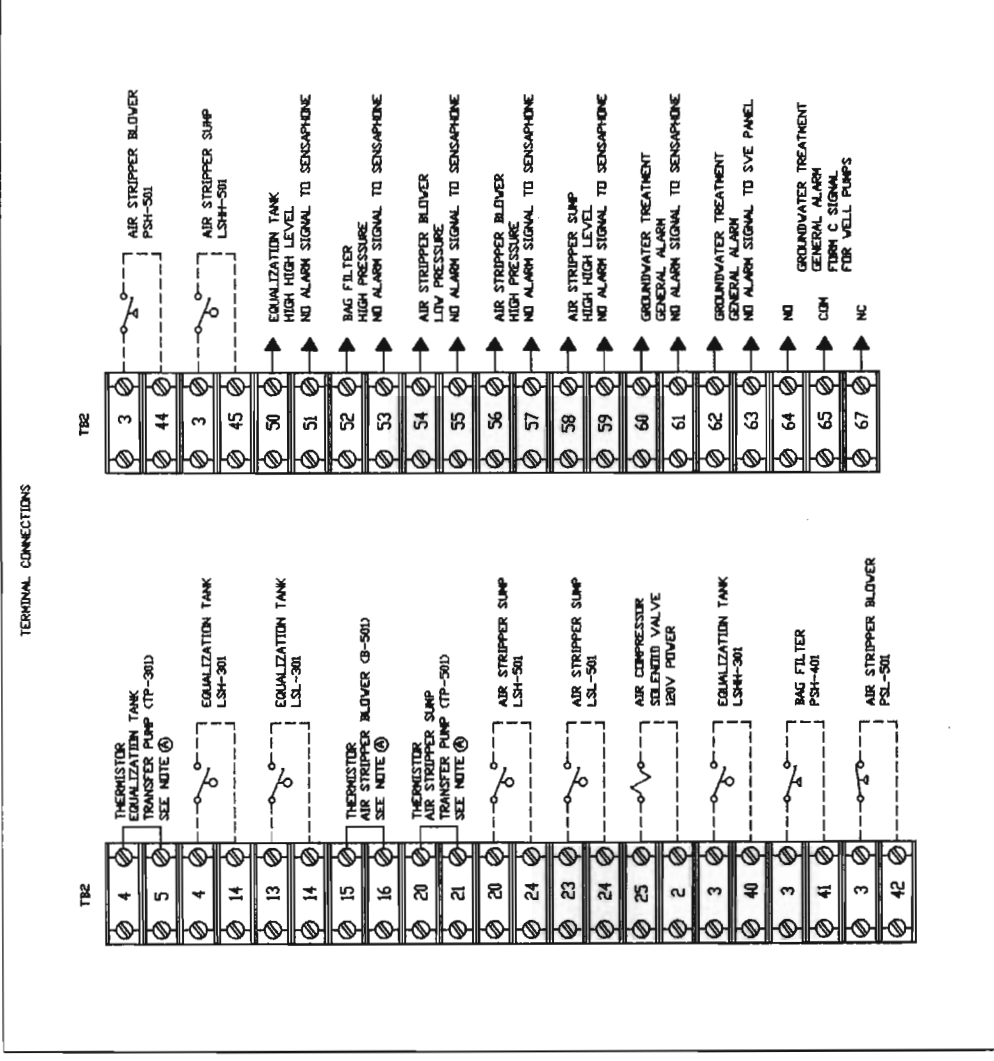 TERMINAL CONNECTIONS
TB2
4
5
4
14
13
14
15
16
20
21
20
24
23
24
25
2
3
40
3
41
3
42
THERMISTOR
EQUALIZATION TANK
TRANSFER PUMP (TP-301)
SEE NOTE A
EQUALIZATION TANK
LSH-301
EQUALIZATION TANK
LSL-301
THERMISTOR
AIR STRIPPER BLOWER (B-501)
SEE NOTE A
THERMISTOR
AIR STRIPPER SUMP
TRANSFER PUMP (TP-501)
SEE NOTE A
AIR STRIPPER SUMP
LSH-501
AIR STRIPPER SUMP
LSL-501
AIR COMPRESSOR
SOLENOID VALVE
120V POWER
EQUALIZATION TANK
LSHH-301
BAG FILTER
PSH-401
AIR STRIPPER BLOWER
PSL-501
TB2
3
44
3
45
50
51
52
53
54
55
56
57
58
59
60
61
62
63
64
65
67
AIR STRIPPER BLOWER
PSH-501
AIR STRIPPER SUMP
LSHH-501
EQUALIZATION TANK
HIGH HIGH LEVEL
NO ALARM SIGNAL TO SENSAPHONE
BAG FILTER
HIGH PRESSURE
NO ALARM SIGNAL TO SENSAPHONE
AIR STRIPPER BLOWER
LOW PRESSURE
NO ALARM SIGNAL TO SENSAPHONE
AIR STRIPPER BLOWER
HIGH PRESSURE
NO ALARM SIGNAL TO SENSAPHONE
AIR STRIPPER SUMP
HIGH HIGH LEVEL
NO ALARM SIGNAL TO SENSAPHONE
GROUNDWATER TREATMENT
GENERAL ALARM
NO ALARM SIGNAL TO SENSAPHONE
GROUNDWATER TREATMENT
GENERAL ALARM
NO ALARM SIGNAL TO SVE PANEL
NO
COM
NC
GROUNDWATER TREATMENT
GENERAL ALARM
FORM C SIGNAL
FOR WELL PUMPS